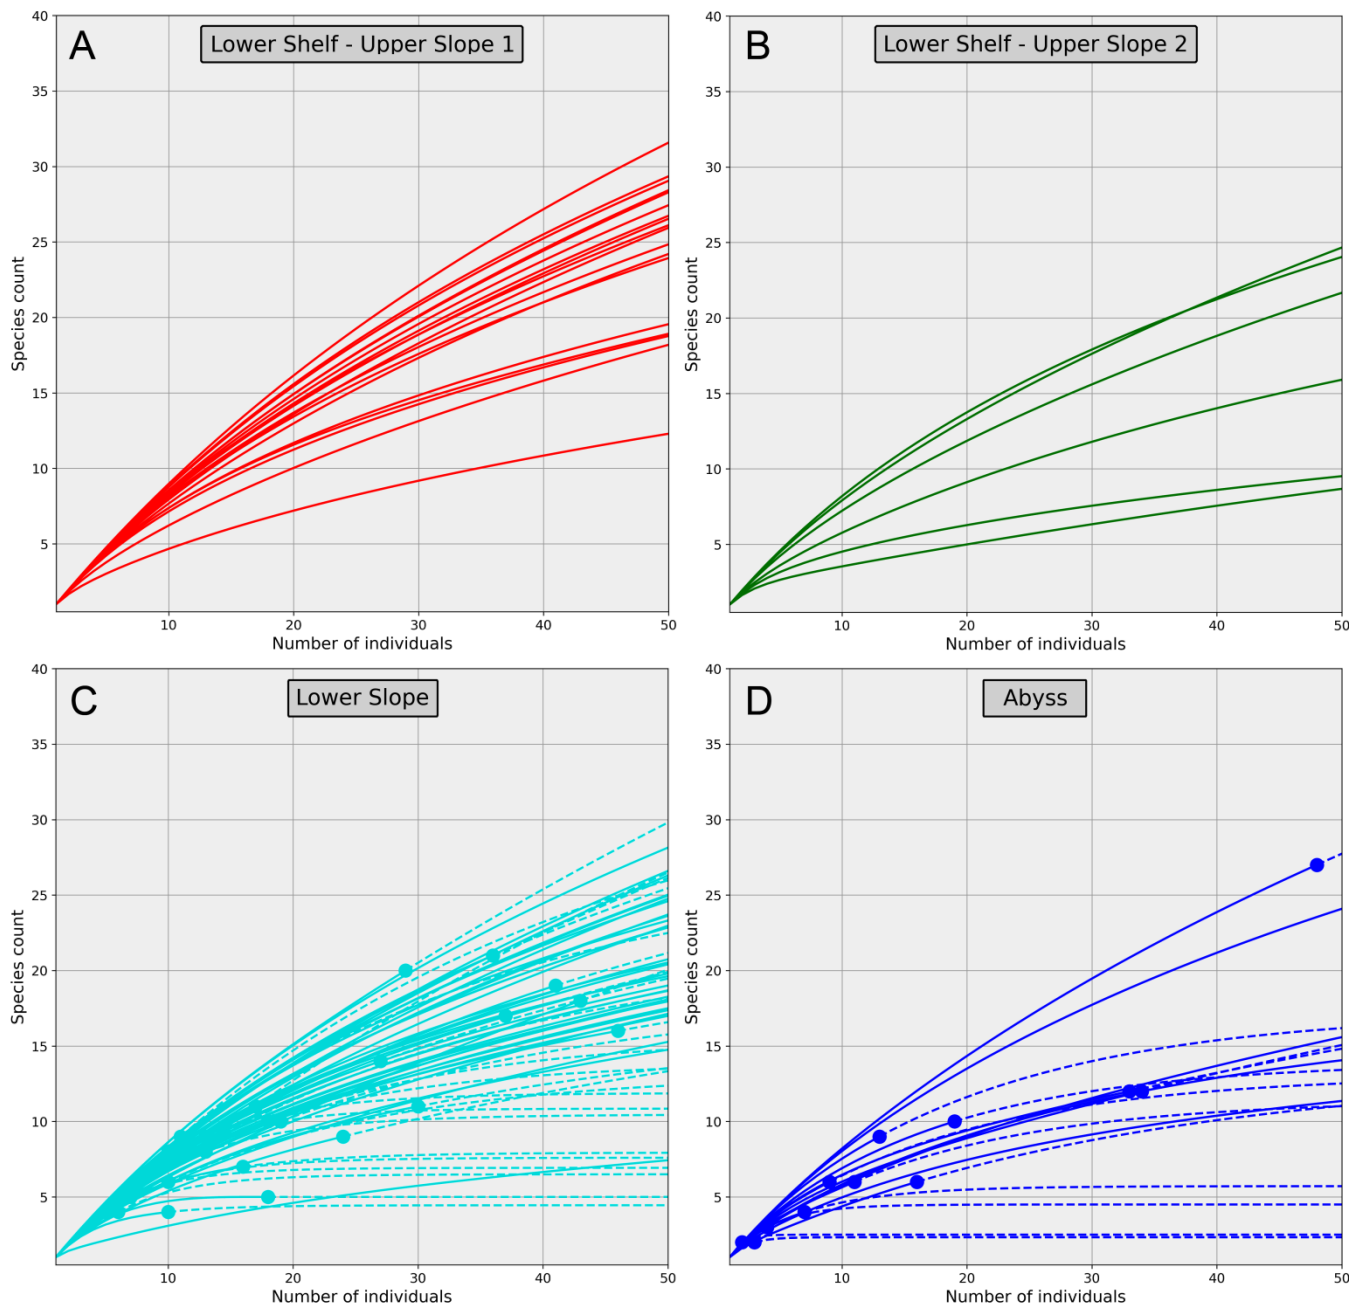 A
Lower Shelf - Upper Slope 1
40
35
30
25
20
15
10
5
Species count
10 20 30 40 50
Number of individuals
B
Lower Shelf - Upper Slope 2
40
35
30
25
20
15
10
5
Species count
10 20 30 40 50
Number of individuals
C
Lower Slope
40
35
30
25
20
15
10
5
Species count
10 20 30 40 50
Number of individuals
D
Abyss
40
35
30
25
20
15
10
5
Species count
10 20 30 40 50
Number of individuals